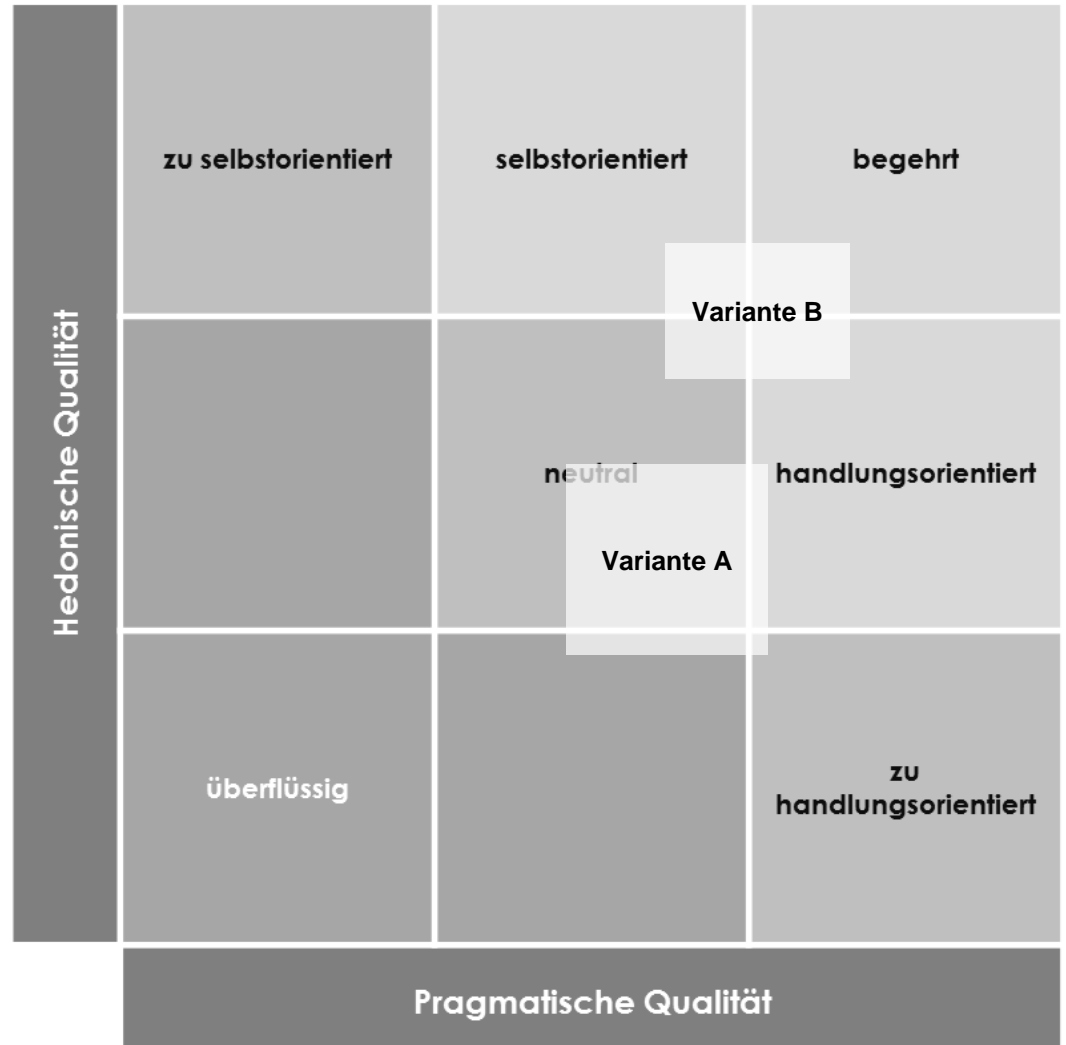 Hedonische Qualität
zu selbstorientiert
selbstorientiert
begehrt
Variante B
neutral
handlungsorientiert
Variante A
überflüssig
zu
handlungsorientiert
Pragmatische Qualität